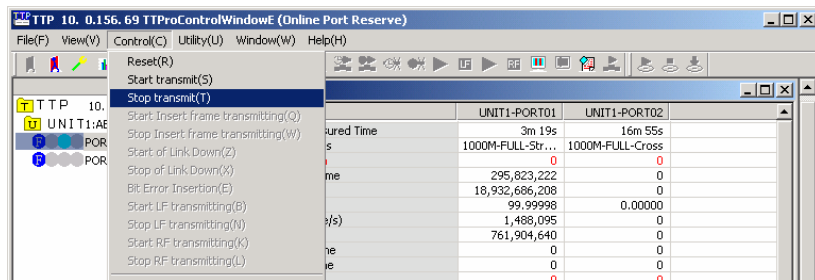 TTP 10. 0.156. 69 TTProControlWindowE (Online Port Reserve)
File(F) View(V) Control(C) Utility(U) Window(W) Help(H)
Reset(R)
Start transmit(S)
Stop transmit(T)
Start Insert frame transmitting(Q)
Stop Insert frame transmitting(W)
Start of Link Down(Z)
Stop of Link Down(X)
Bit Error Insertion(E)
Start LF transmitting(B)
Stop LF transmitting(N)
Start RF transmitting(K)
Stop RF transmitting(L)
TTP 10.
UNIT1:AE
POR
POR
UNIT1-PORT01 UNIT1-PORT02
ured Time 3m 19s 16m 55s
s 1000M-FULL-Str... 1000M-FULL-Cross
0 0
me 295,823,222 0
18,932,686,208 0
99.99998 0.00000
e/s) 1,488,095 0
761,904,640 0
ne 0 0
ne 0 0
0 0